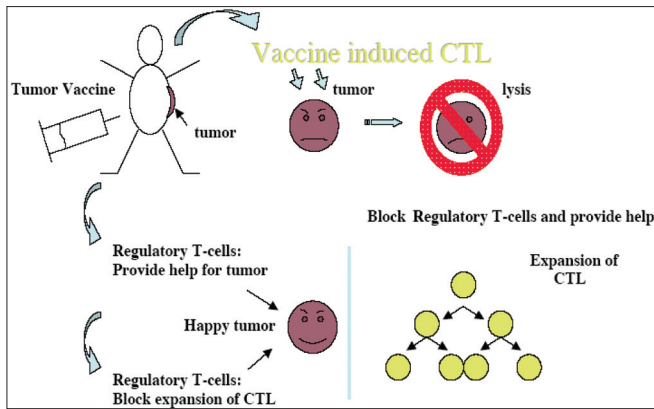 Vaccine induced CTL
Tumor Vaccine
tumor
tumor
lysis
Block Regulatory T-cells and provide help
Regulatory T-cells:
Provide help for tumor
Happy tumor
Regulatory T-cells:
Block expansion of CTL
Expansion of
CTL